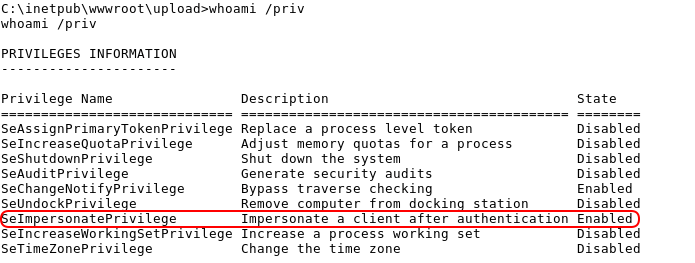 C:\inetpub\wwwroot\upload>whoami /priv
whoami /priv
PRIVILEGES INFORMATION
----------------------
Privilege Name                Description                               State
============================= ========================================= ========
SeAssignPrimaryTokenPrivilege Replace a process level token             Disabled
SeIncreaseQuotaPrivilege      Adjust memory quotas for a process        Disabled
SeShutdownPrivilege           Shut down the system                      Disabled
SeAuditPrivilege              Generate security audits                  Disabled
SeChangeNotifyPrivilege       Bypass traverse checking                  Enabled
SeUndockPrivilege             Remove computer from docking station      Disabled
SeImpersonatePrivilege        Impersonate a client after authentication Enabled
SeIncreaseWorkingSetPrivilege Increase a process working set            Disabled
SeTimeZonePrivilege           Change the time zone                      Disabled